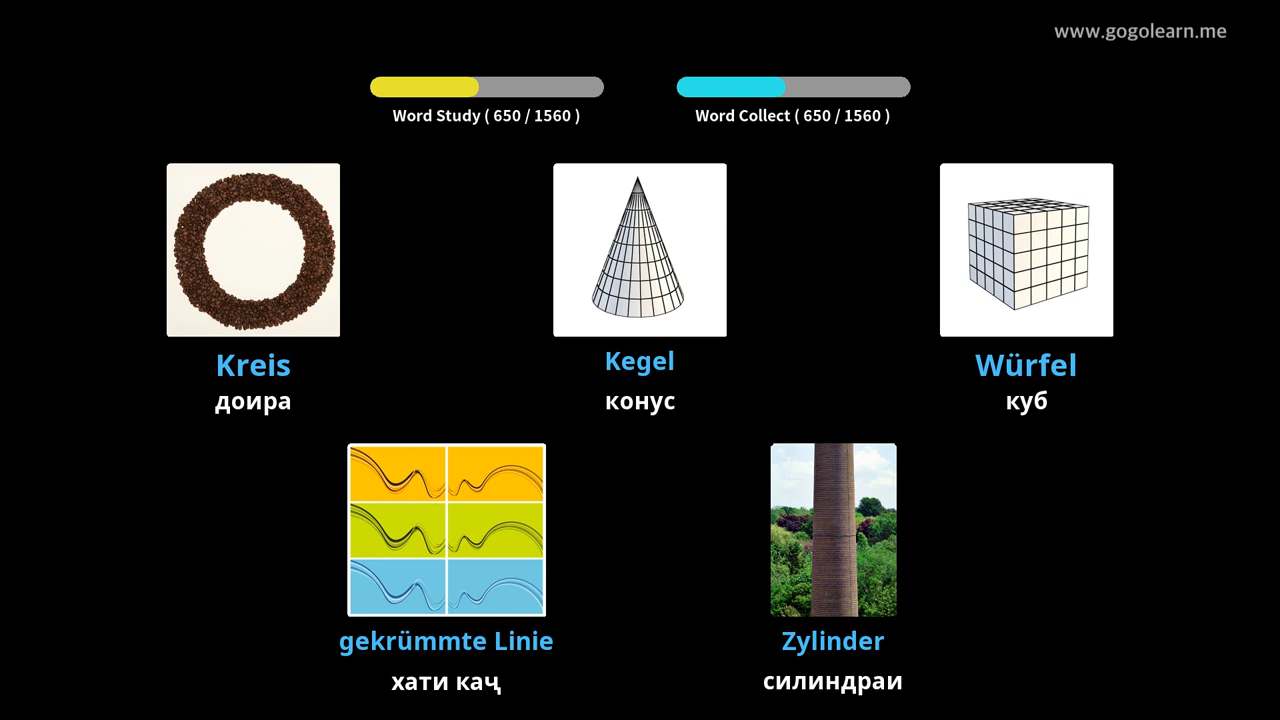 www.gogolearn.me
Word Study ( 650 / 1560 )
Word Collect ( 650 / 1560 )
Kreis
доира
Kegel
конус
Würfel
куб
gekrümmte Linie
хати каҷ
Zylinder
силиндраи